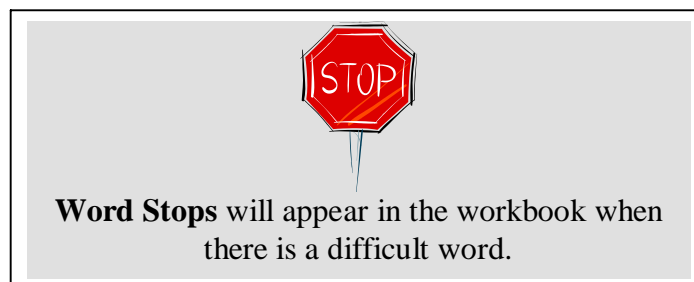 STOP
Word Stops will appear in the workbook when
there is a difficult word.